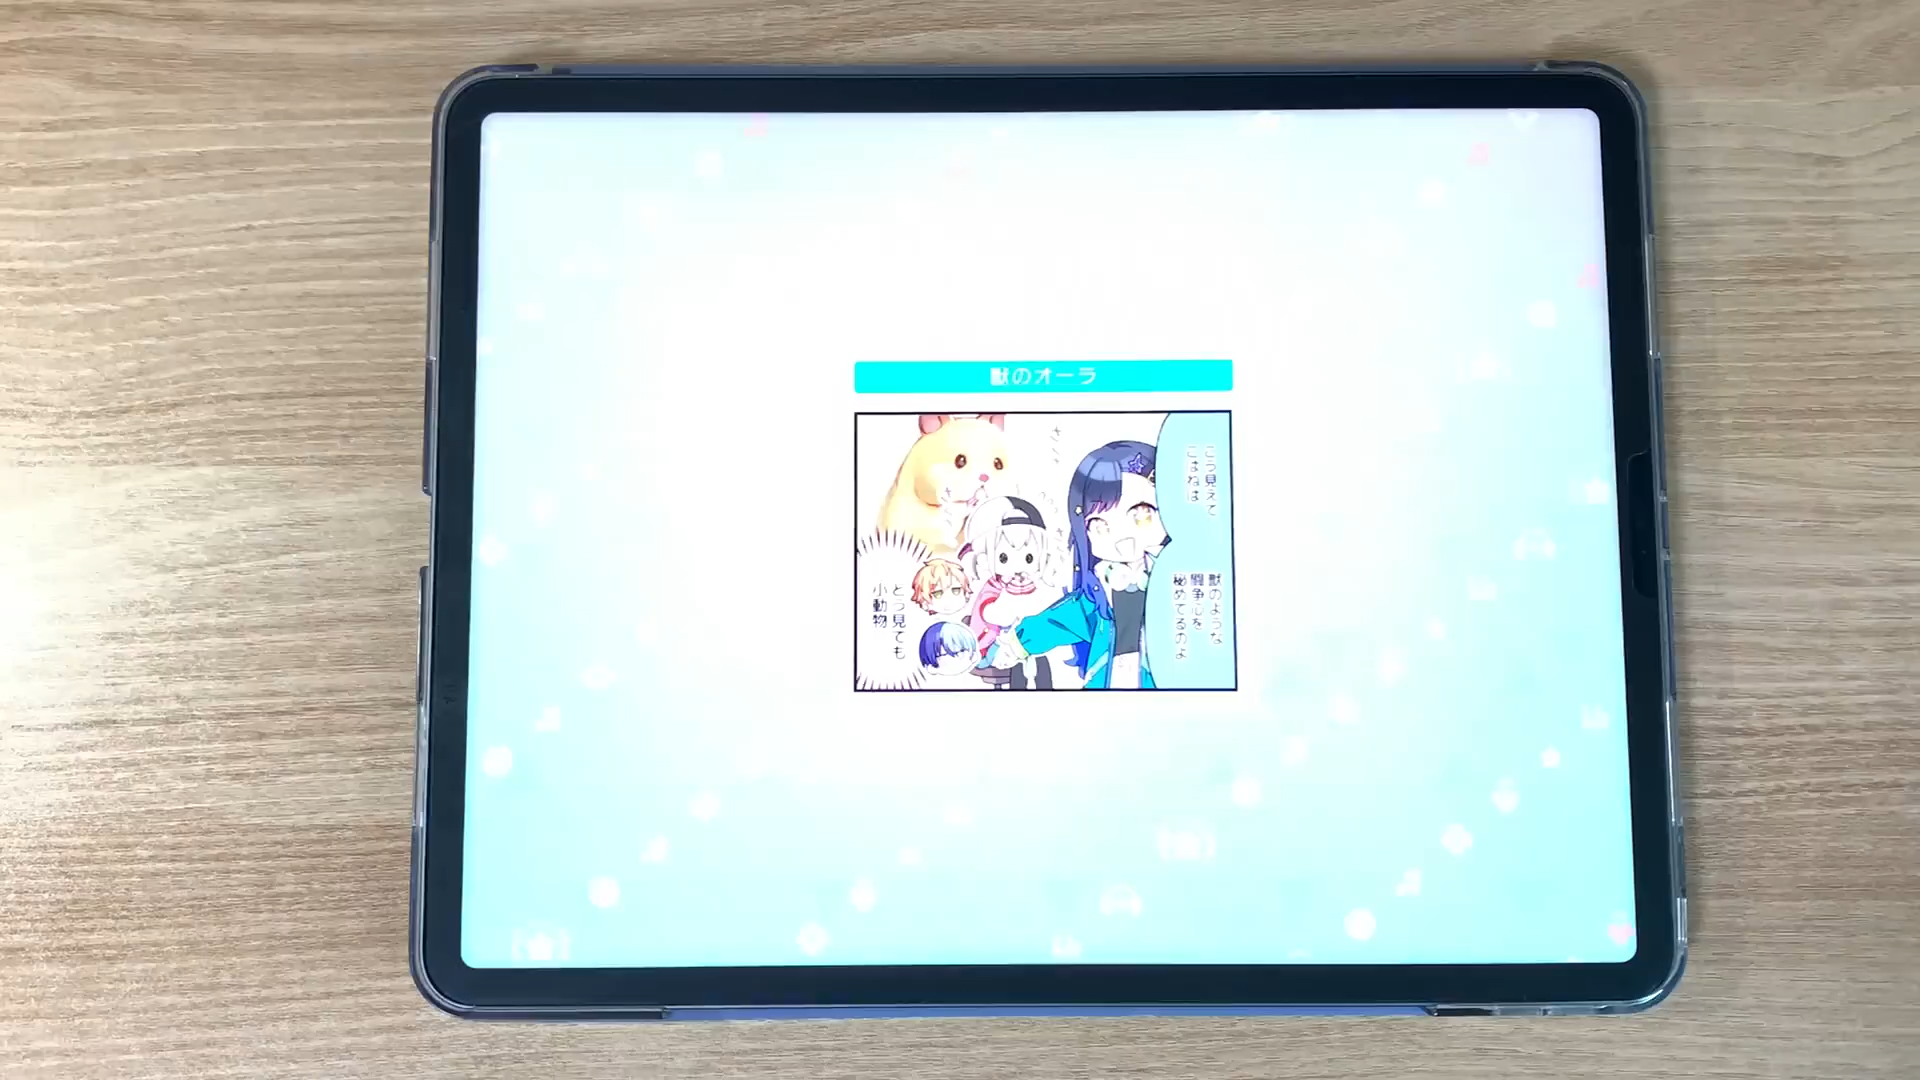 獣のオーラ
こう見えて
こはねは
獣のような
闘争心を
秘めてるのよ
どう見ても
小動物